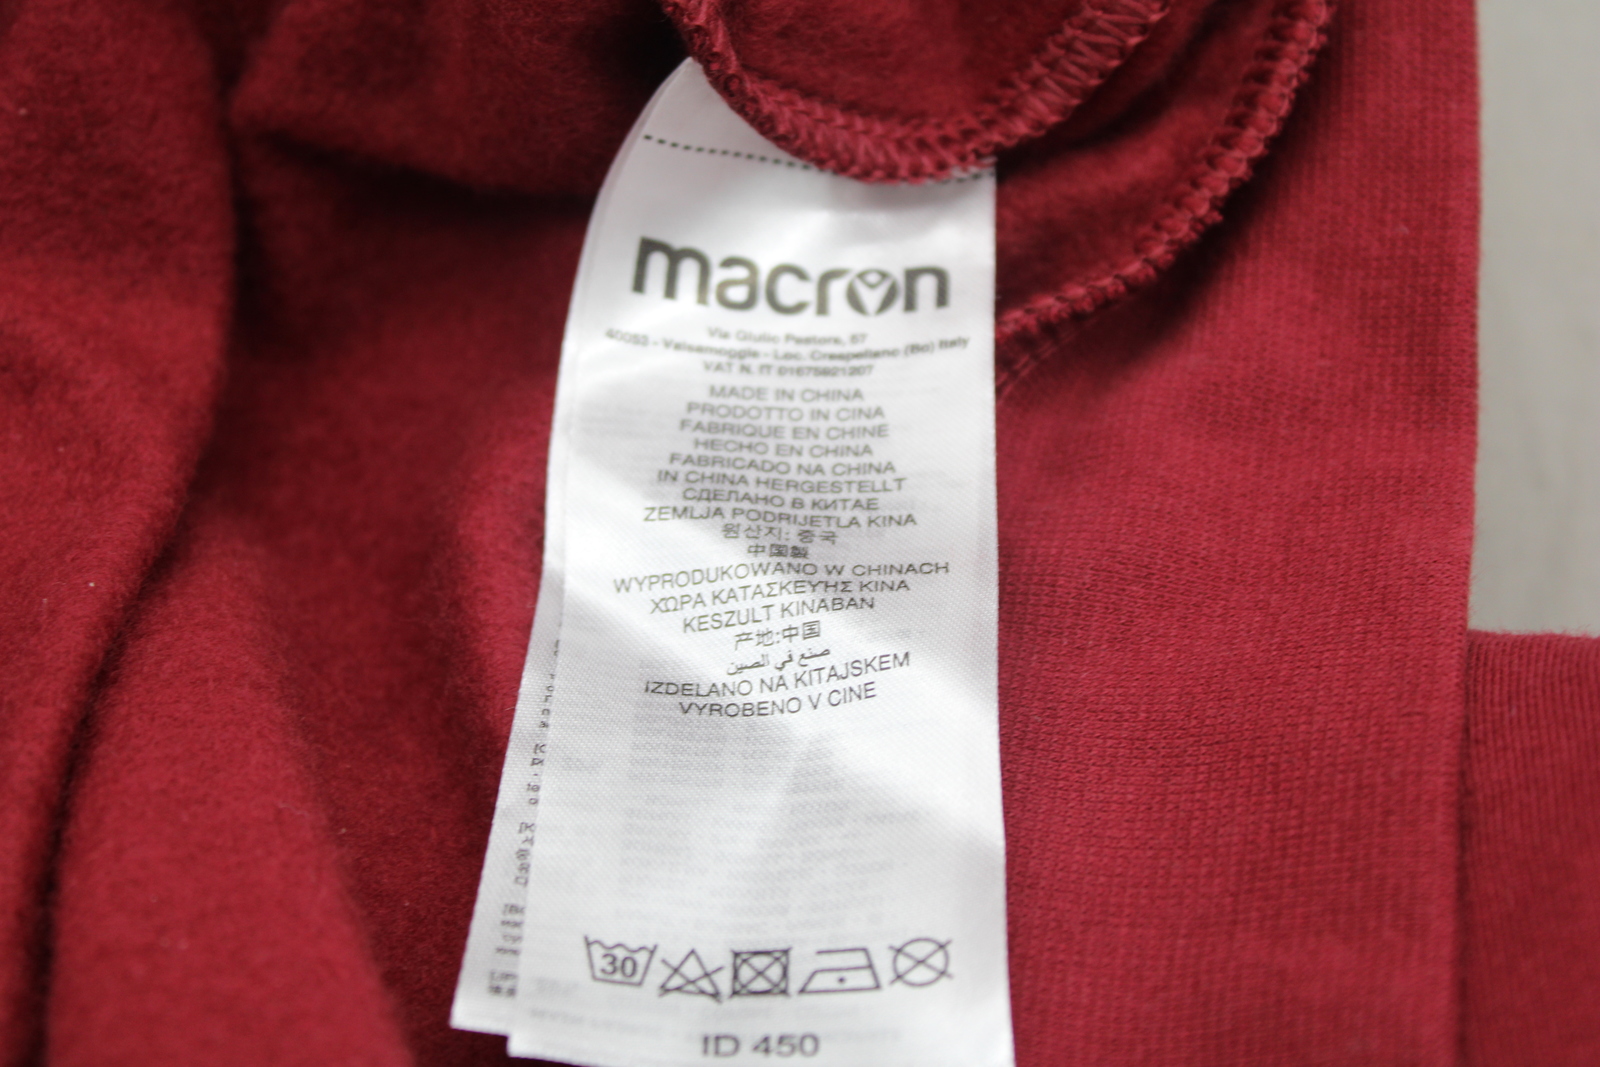 macron
Via Giulio Pastore, 57
40053 - Valsamoggia - Loc. Crespellano (Bo) Italy
VAT N. IT 01675921207
MADE IN CHINA
PRODOTTO IN CINA
FABRIQUE EN CHINE
HECHO EN CHINA
FABRICADO NA CHINA
IN CHINA HERGESTELLT
СДЕЛАНО В КИТАЕ
ZEMLJA PODRIJETLA KINA
원산지: 중국
中国製
WYPRODUKOWANO W CHINACH
ΧΩΡΑ ΚΑΤΑΣΚΕΥΗΣ ΚΙΝΑ
KESZULT KINABAN
产地:中国
صنع في الصين
IZDELANO NA KITAJSKEM
VYROBENO V CINE
30
ID 450